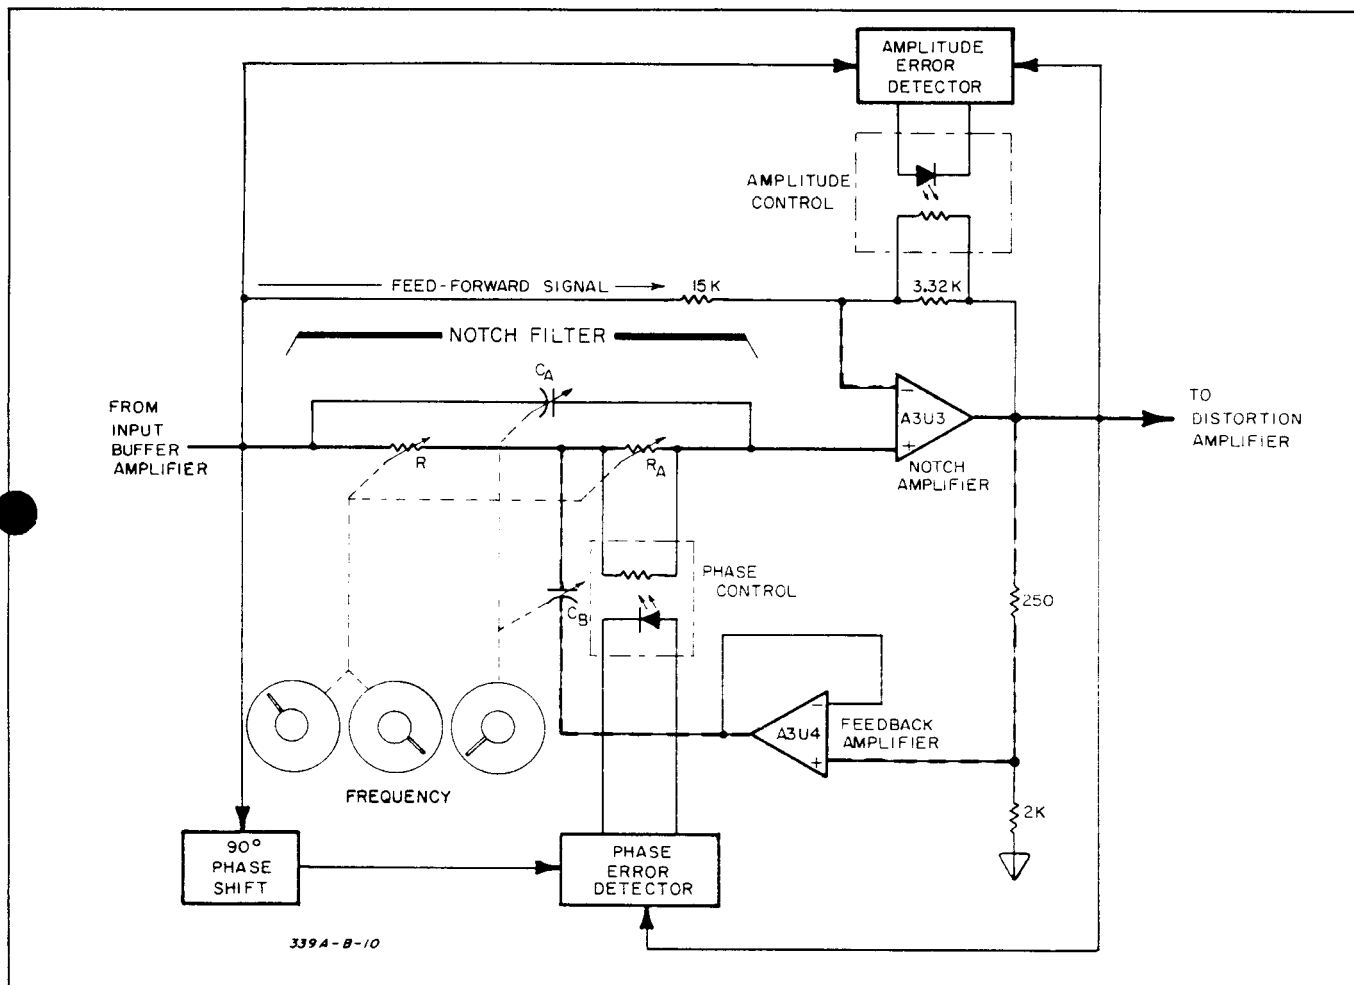 AMPLITUDE
ERROR
DETECTOR
AMPLITUDE
CONTROL
FEED-FORWARD SIGNAL
15K
3.32K
NOTCH FILTER
CA
FROM
INPUT
BUFFER
AMPLIFIER
R
RA
−
A3U3
+
NOTCH
AMPLIFIER
TO
DISTORTION
AMPLIFIER
CB
PHASE
CONTROL
250
−
A3U4
+
FEEDBACK
AMPLIFIER
FREQUENCY
2K
90°
PHASE
SHIFT
PHASE
ERROR
DETECTOR
339A-B-10